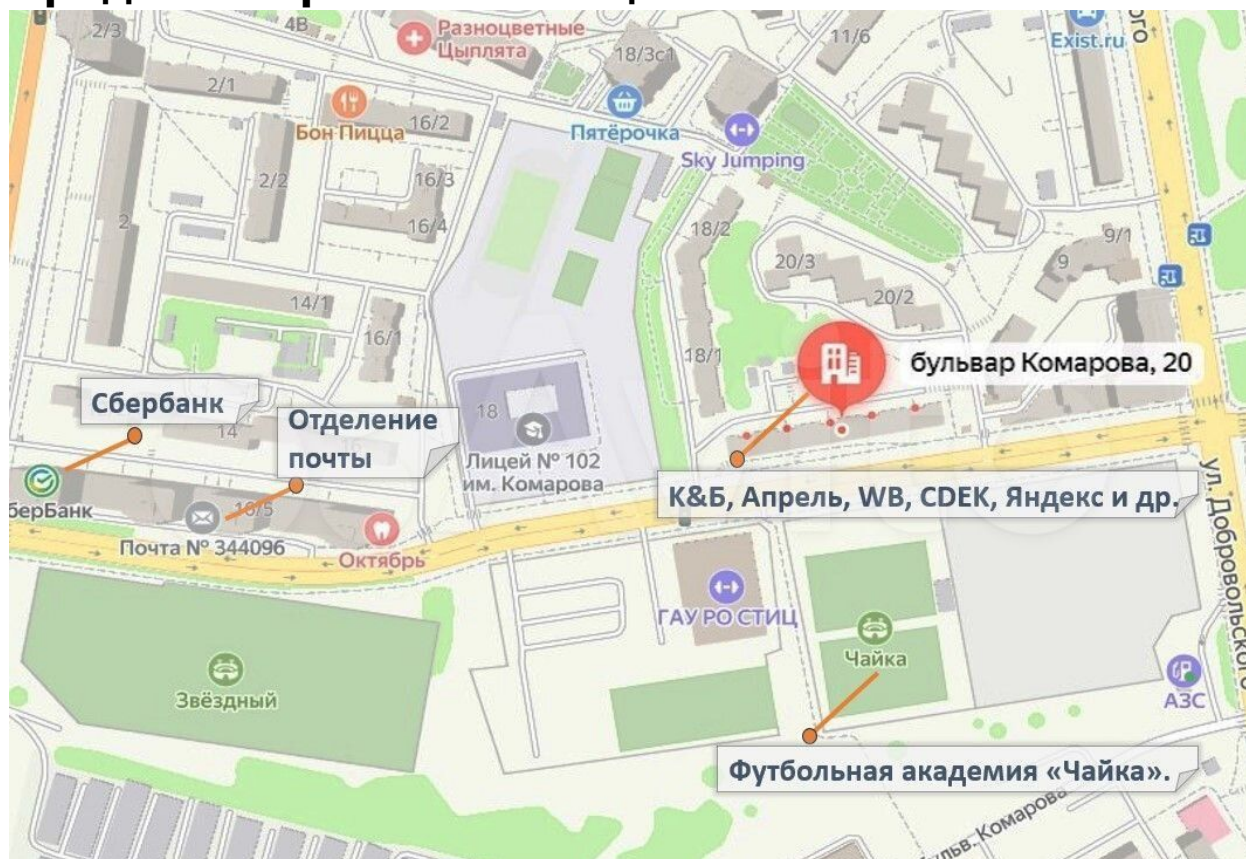 2/3
4В
Разноцветные
Цыплята
18/3с1
11/6
Exist.ru
2/1
Бон Пицца
16/2
Пятёрочка
Sky Jumping
2/2
16/3
2
16/4
18/2
20/3
9/1
9
20/2
14/1
16/1
18/1
бульвар Комарова, 20
Сбербанк
Отделение
почты
14
18
Лицей № 102
им. Комарова
К&Б, Апрель, WB, CDEK, Яндекс и др.
берБанк
16/5
Почта № 344096
Октябрь
ул. Добровольского
ГАУ РО СТИЦ
Чайка
Звёздный
АЗС
Футбольная академия «Чайка».
бульв. Комарова